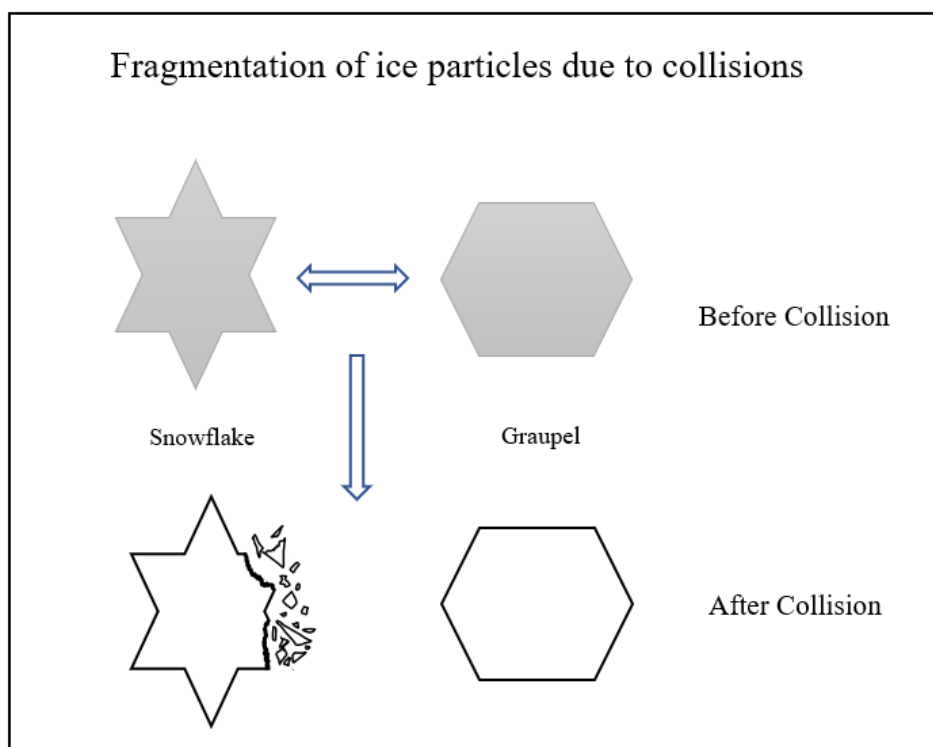 Fragmentation of ice particles due to collisions
Before Collision
Snowflake
Graupel
After Collision